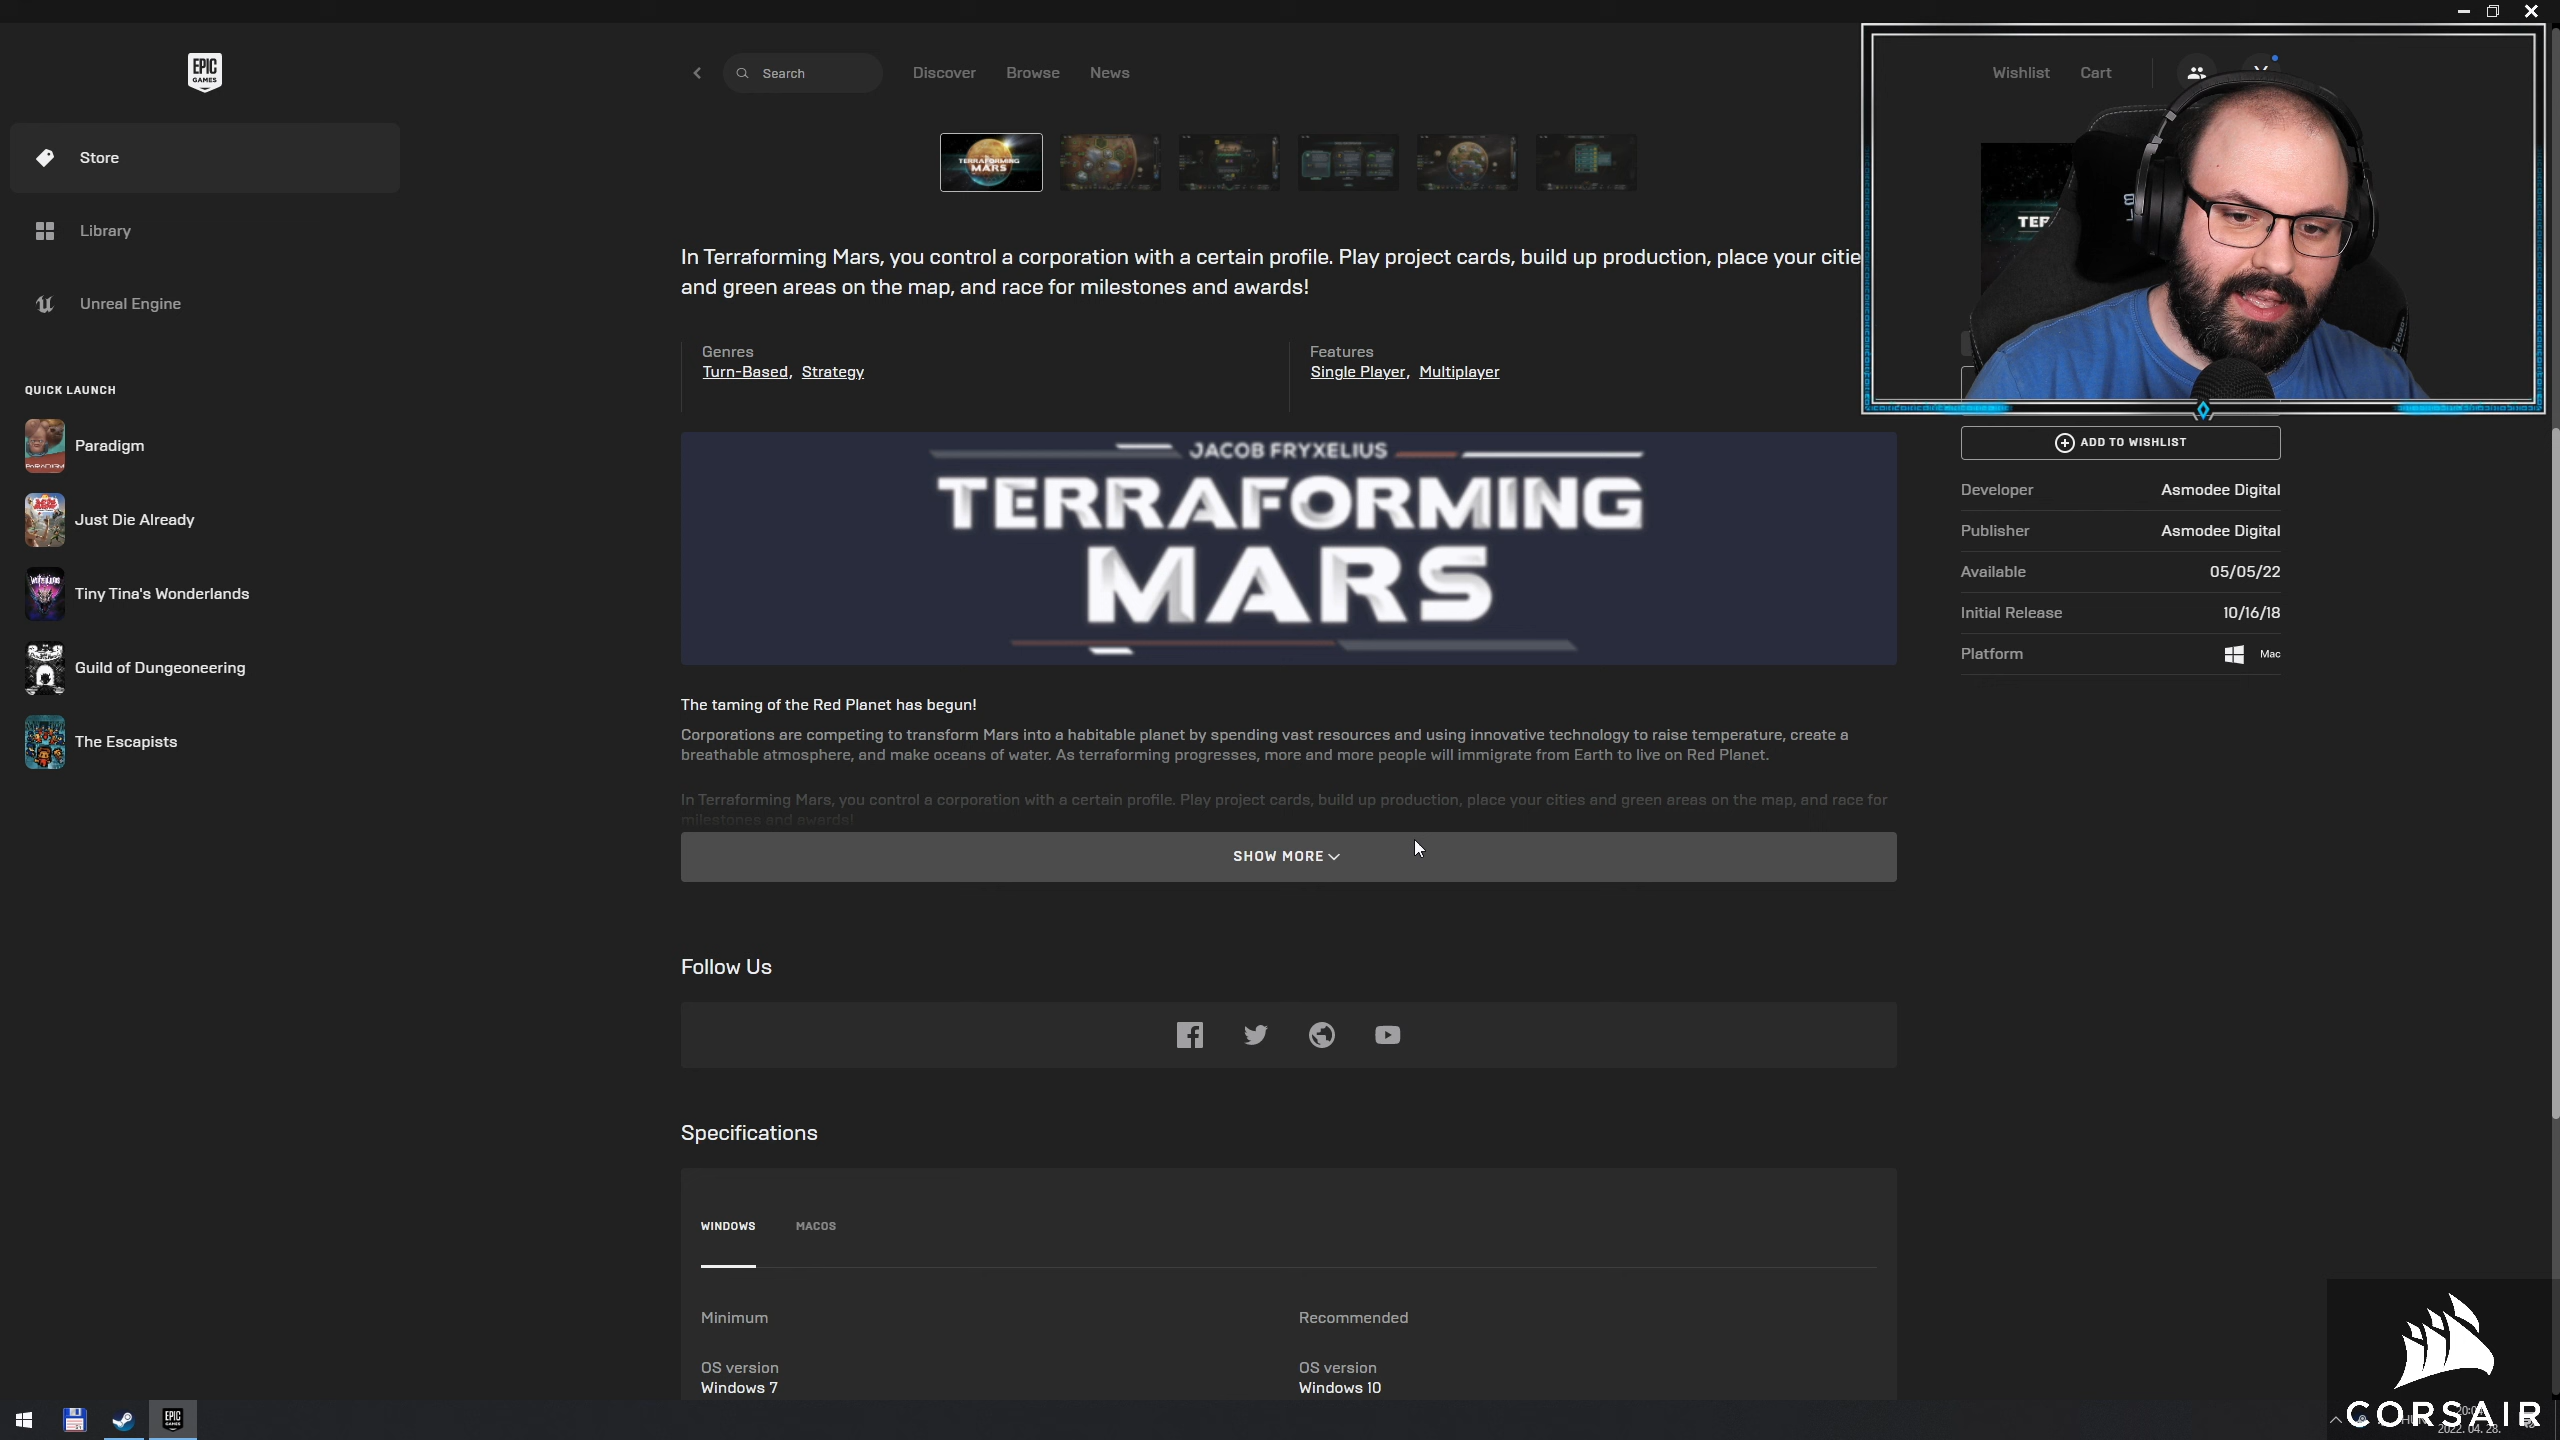 EPIC
GAMES
Search
Discover
Browse
News
Wishlist
Cart
Store
Library
Unreal Engine
QUICK LAUNCH
Paradigm
Just Die Already
Tiny Tina's Wonderlands
Guild of Dungeoneering
The Escapists
TERRAFORMING
MARS
TER
In Terraforming Mars, you control a corporation with a certain profile. Play project cards, build up production, place your citie
and green areas on the map, and race for milestones and awards!
Genres
Turn-Based, Strategy
Features
Single Player, Multiplayer
JACOB FRYXELIUS
TERRAFORMING
MARS
The taming of the Red Planet has begun!
Corporations are competing to transform Mars into a habitable planet by spending vast resources and using innovative technology to raise temperature, create a
breathable atmosphere, and make oceans of water. As terraforming progresses, more and more people will immigrate from Earth to live on Red Planet.
In Terraforming Mars, you control a corporation with a certain profile. Play project cards, build up production, place your cities and green areas on the map, and race for
milestones and awards!
SHOW MORE
ADD TO WISHLIST
Developer
Asmodee Digital
Publisher
Asmodee Digital
Available
05/05/22
Initial Release
10/16/18
Platform
Mac
Follow Us
Specifications
WINDOWS
MACOS
Minimum
Recommended
OS version
Windows 7
OS version
Windows 10
EPIC
GAMES
CORSAIR
2022. 04. 28.